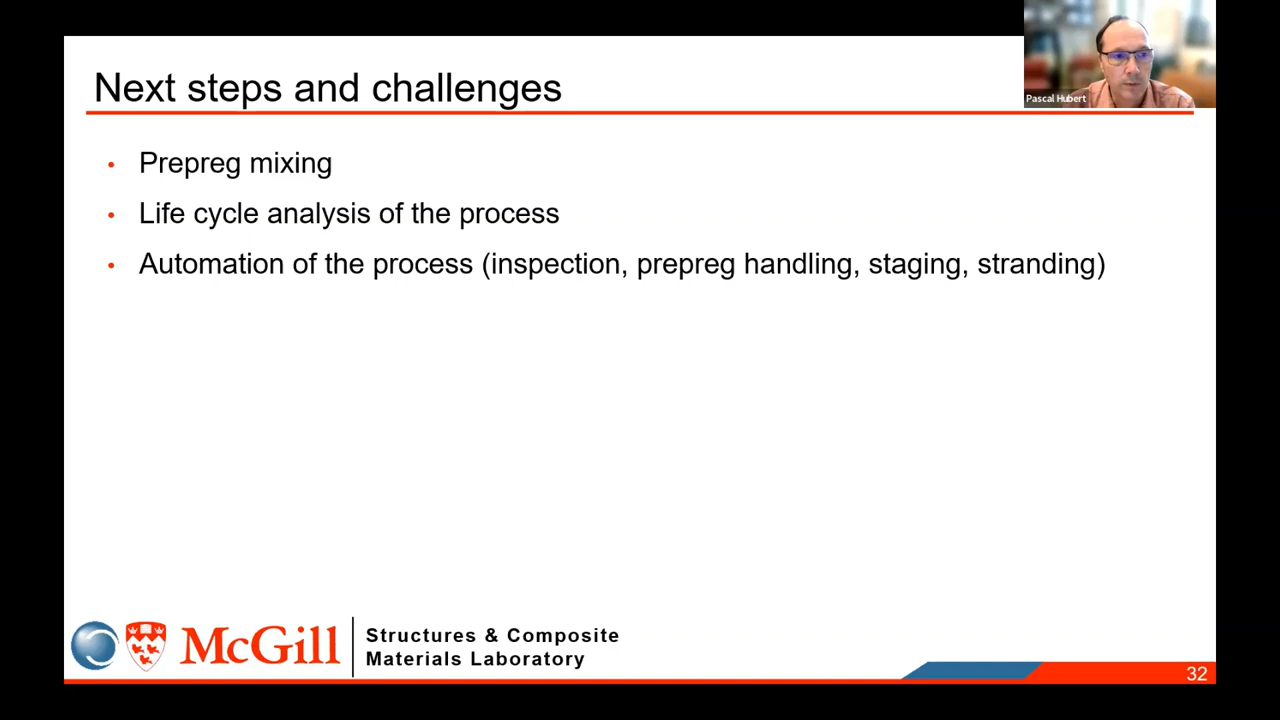 Next steps and challenges
Pascal Hubert
• Prepreg mixing
• Life cycle analysis of the process
• Automation of the process (inspection, prepreg handling, staging, stranding)
McGill
Structures & Composite
Materials Laboratory
32